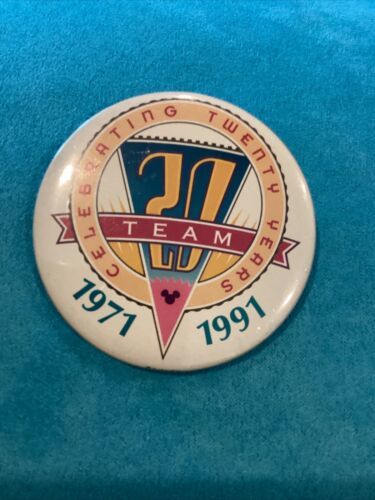 CELEBRATING TWENTY YEARS
20
TEAM
1971
1991